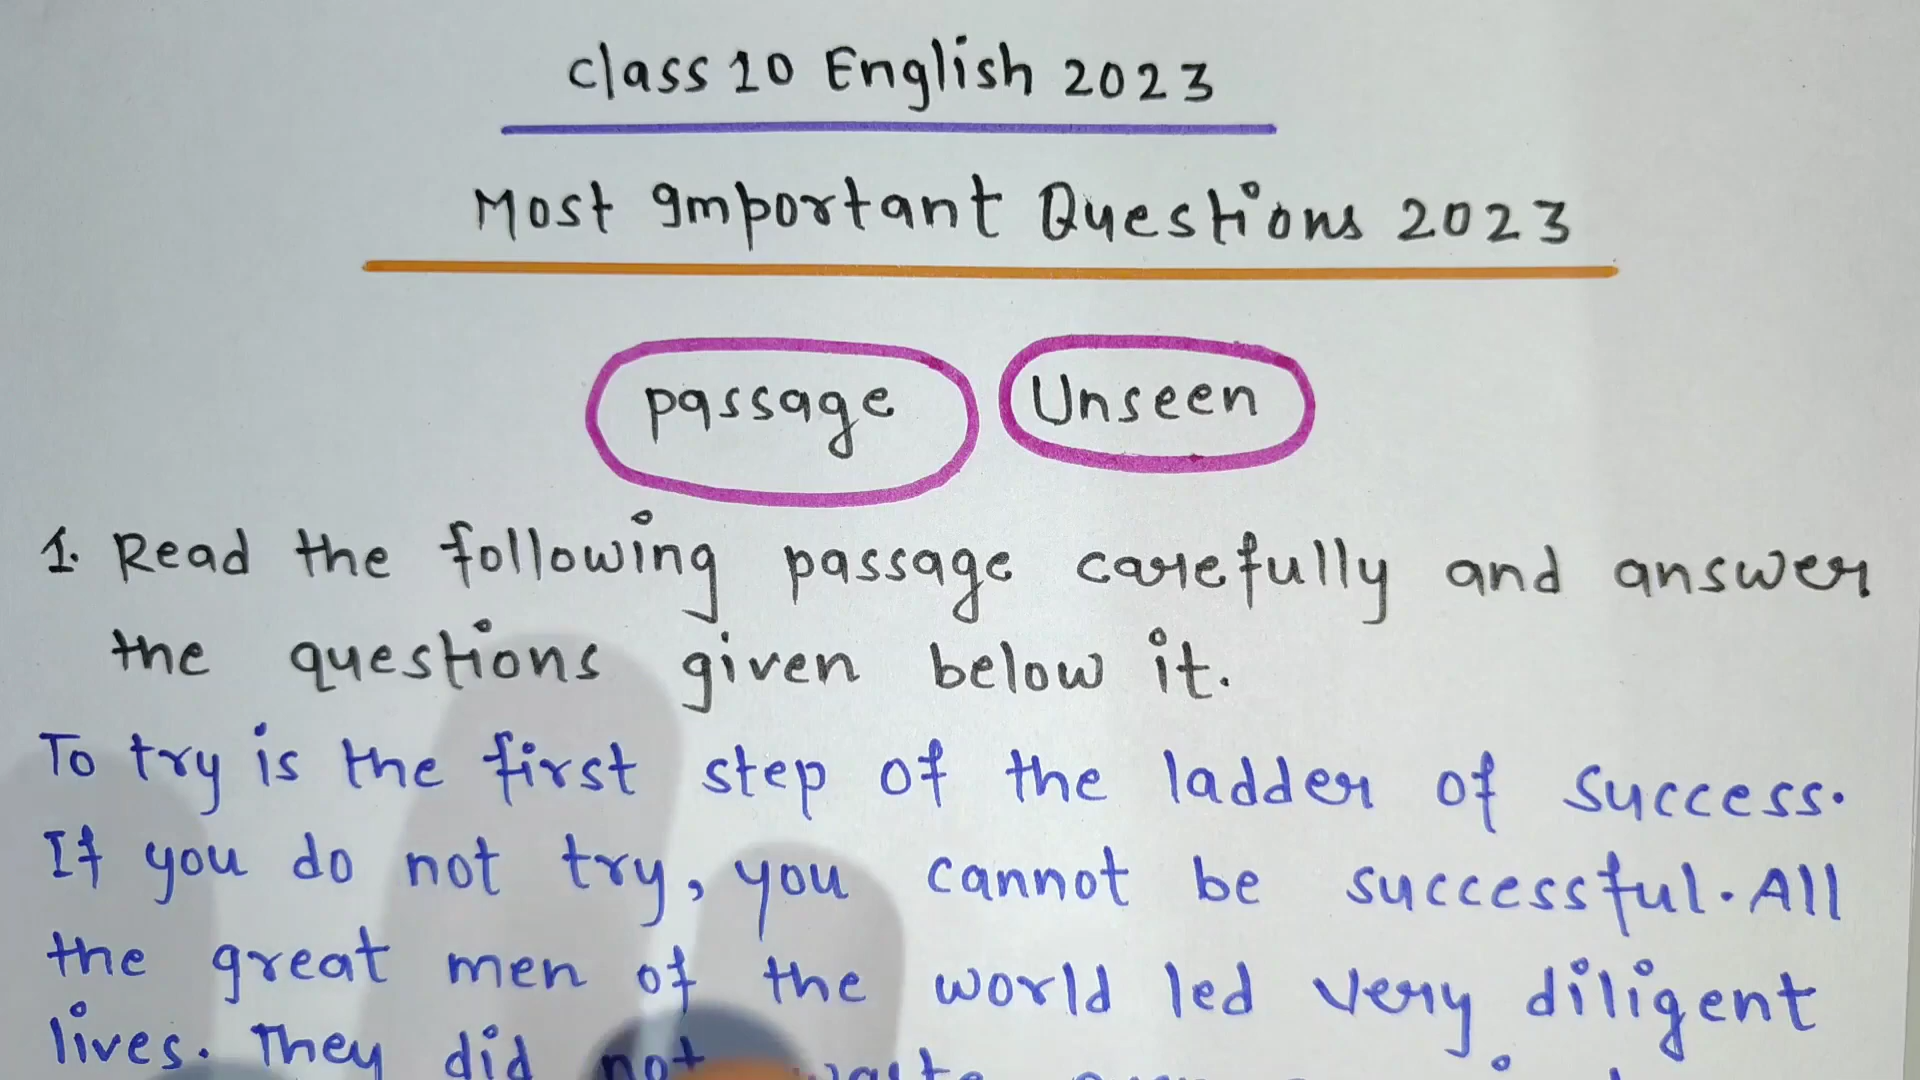 Class 10 English 2023
Most Important Questions 2023
Passage Unseen
1. Read the following passage carefully and answer
the questions given below it.
To try is the first step of the ladder of success.
If you do not try, you cannot be successful. All
the great men of the world led very diligent
lives. They did not waste